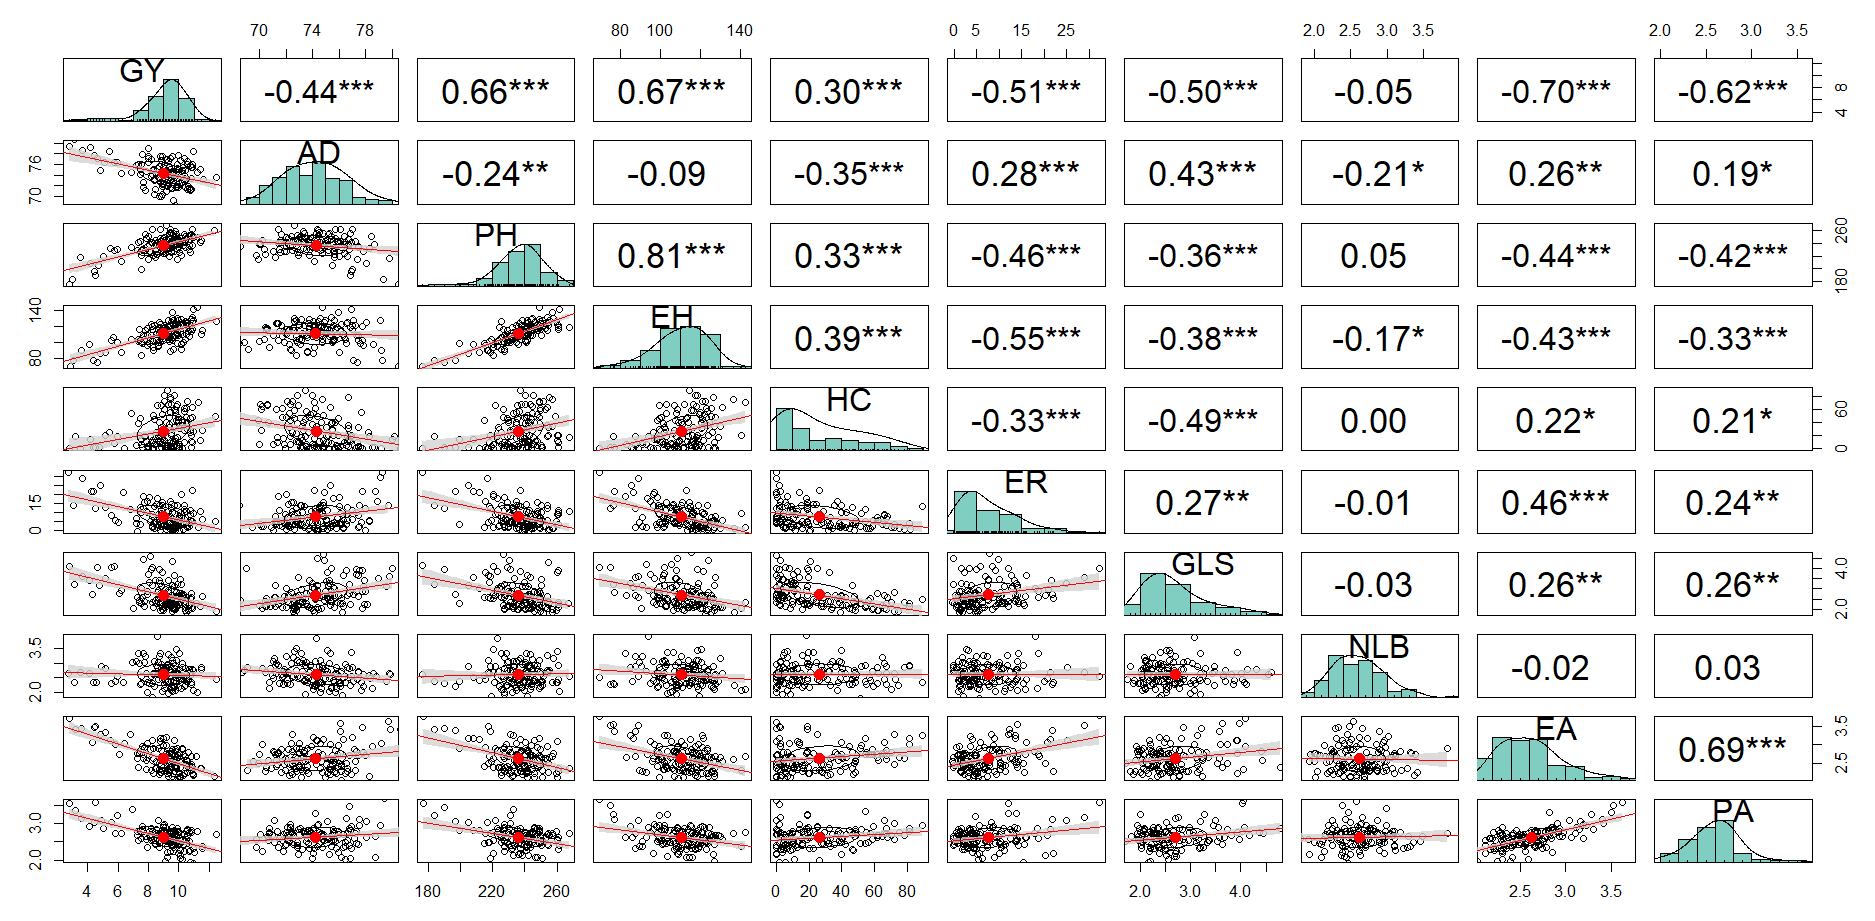 70 74 78 80 100 140 0 5 15 25 2.0 2.5 3.0 3.5 2.0 2.5 3.0 3.5
GY -0.44*** 0.66*** 0.67*** 0.30*** -0.51*** -0.50*** -0.05 -0.70*** -0.62*** 4 8
70 76 AD -0.24** -0.09 -0.35*** 0.28*** 0.43*** -0.21* 0.26** 0.19*
PH 0.81*** 0.33*** -0.46*** -0.36*** 0.05 -0.44*** -0.42*** 180 260
80 140 EH 0.39*** -0.55*** -0.38*** -0.17* -0.43*** -0.33***
HC -0.33*** -0.49*** 0.00 0.22* 0.21* 0 60
0 15 ER 0.27** -0.01 0.46*** 0.24**
GLS -0.03 0.26** 0.26** 2.0 4.0
2.0 3.5 NLB -0.02 0.03
EA 0.69*** 2.5 3.5
2.0 3.0 PA
4 6 8 10 180 220 260 0 20 40 60 80 2.0 3.0 4.0 2.5 3.0 3.5